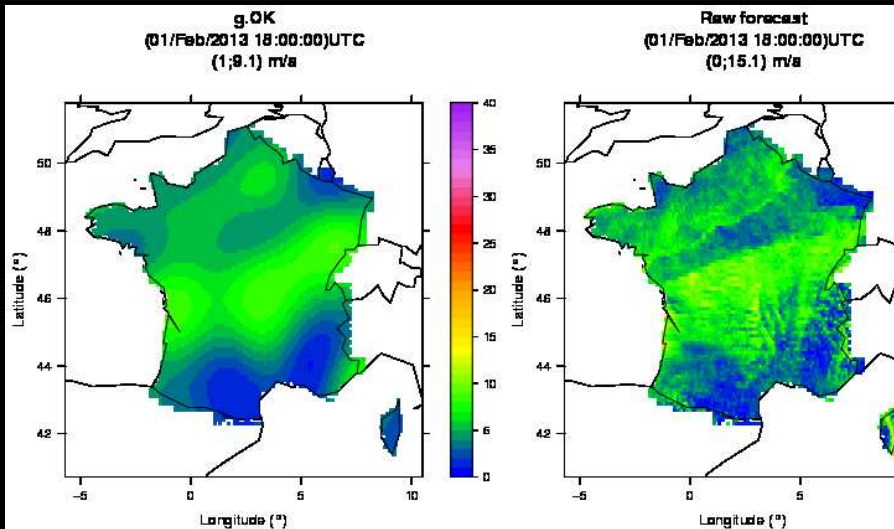 g.OK
(01/Feb/2013 18:00:00)UTC
(1;9.1) m/s
Raw forecast
(01/Feb/2013 18:00:00)UTC
(0;15.1) m/s
Latitude (°)
50
48
46
44
42
−5
0
5
10
Longitude (°)
40
35
30
25
20
15
10
5
0
Latitude (°)
50
48
46
44
42
−5
0
5
Longitude (°)